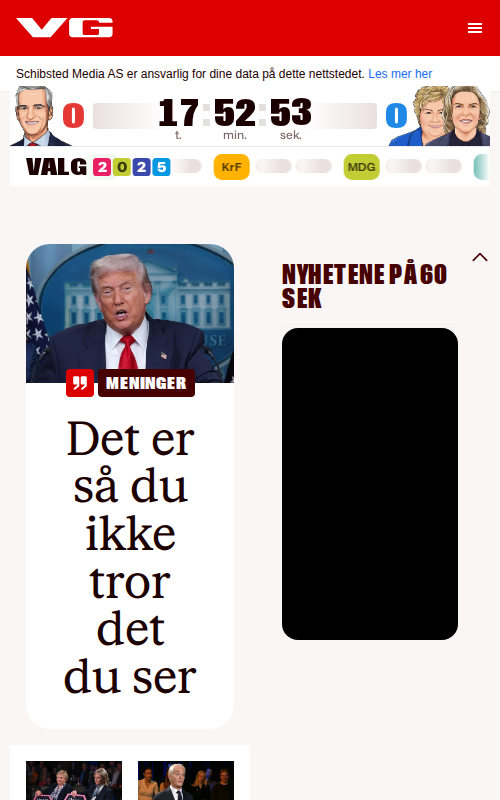 VG
Schibsted Media AS er ansvarlig for dine data på dette nettstedet. Les mer her
0 17:52:53 0
t. min. sek.
VALG 2025 KrF MDG
NYHETENE PÅ 60
SEK
MENINGER
Det er
så du
ikke
tror
det
du ser